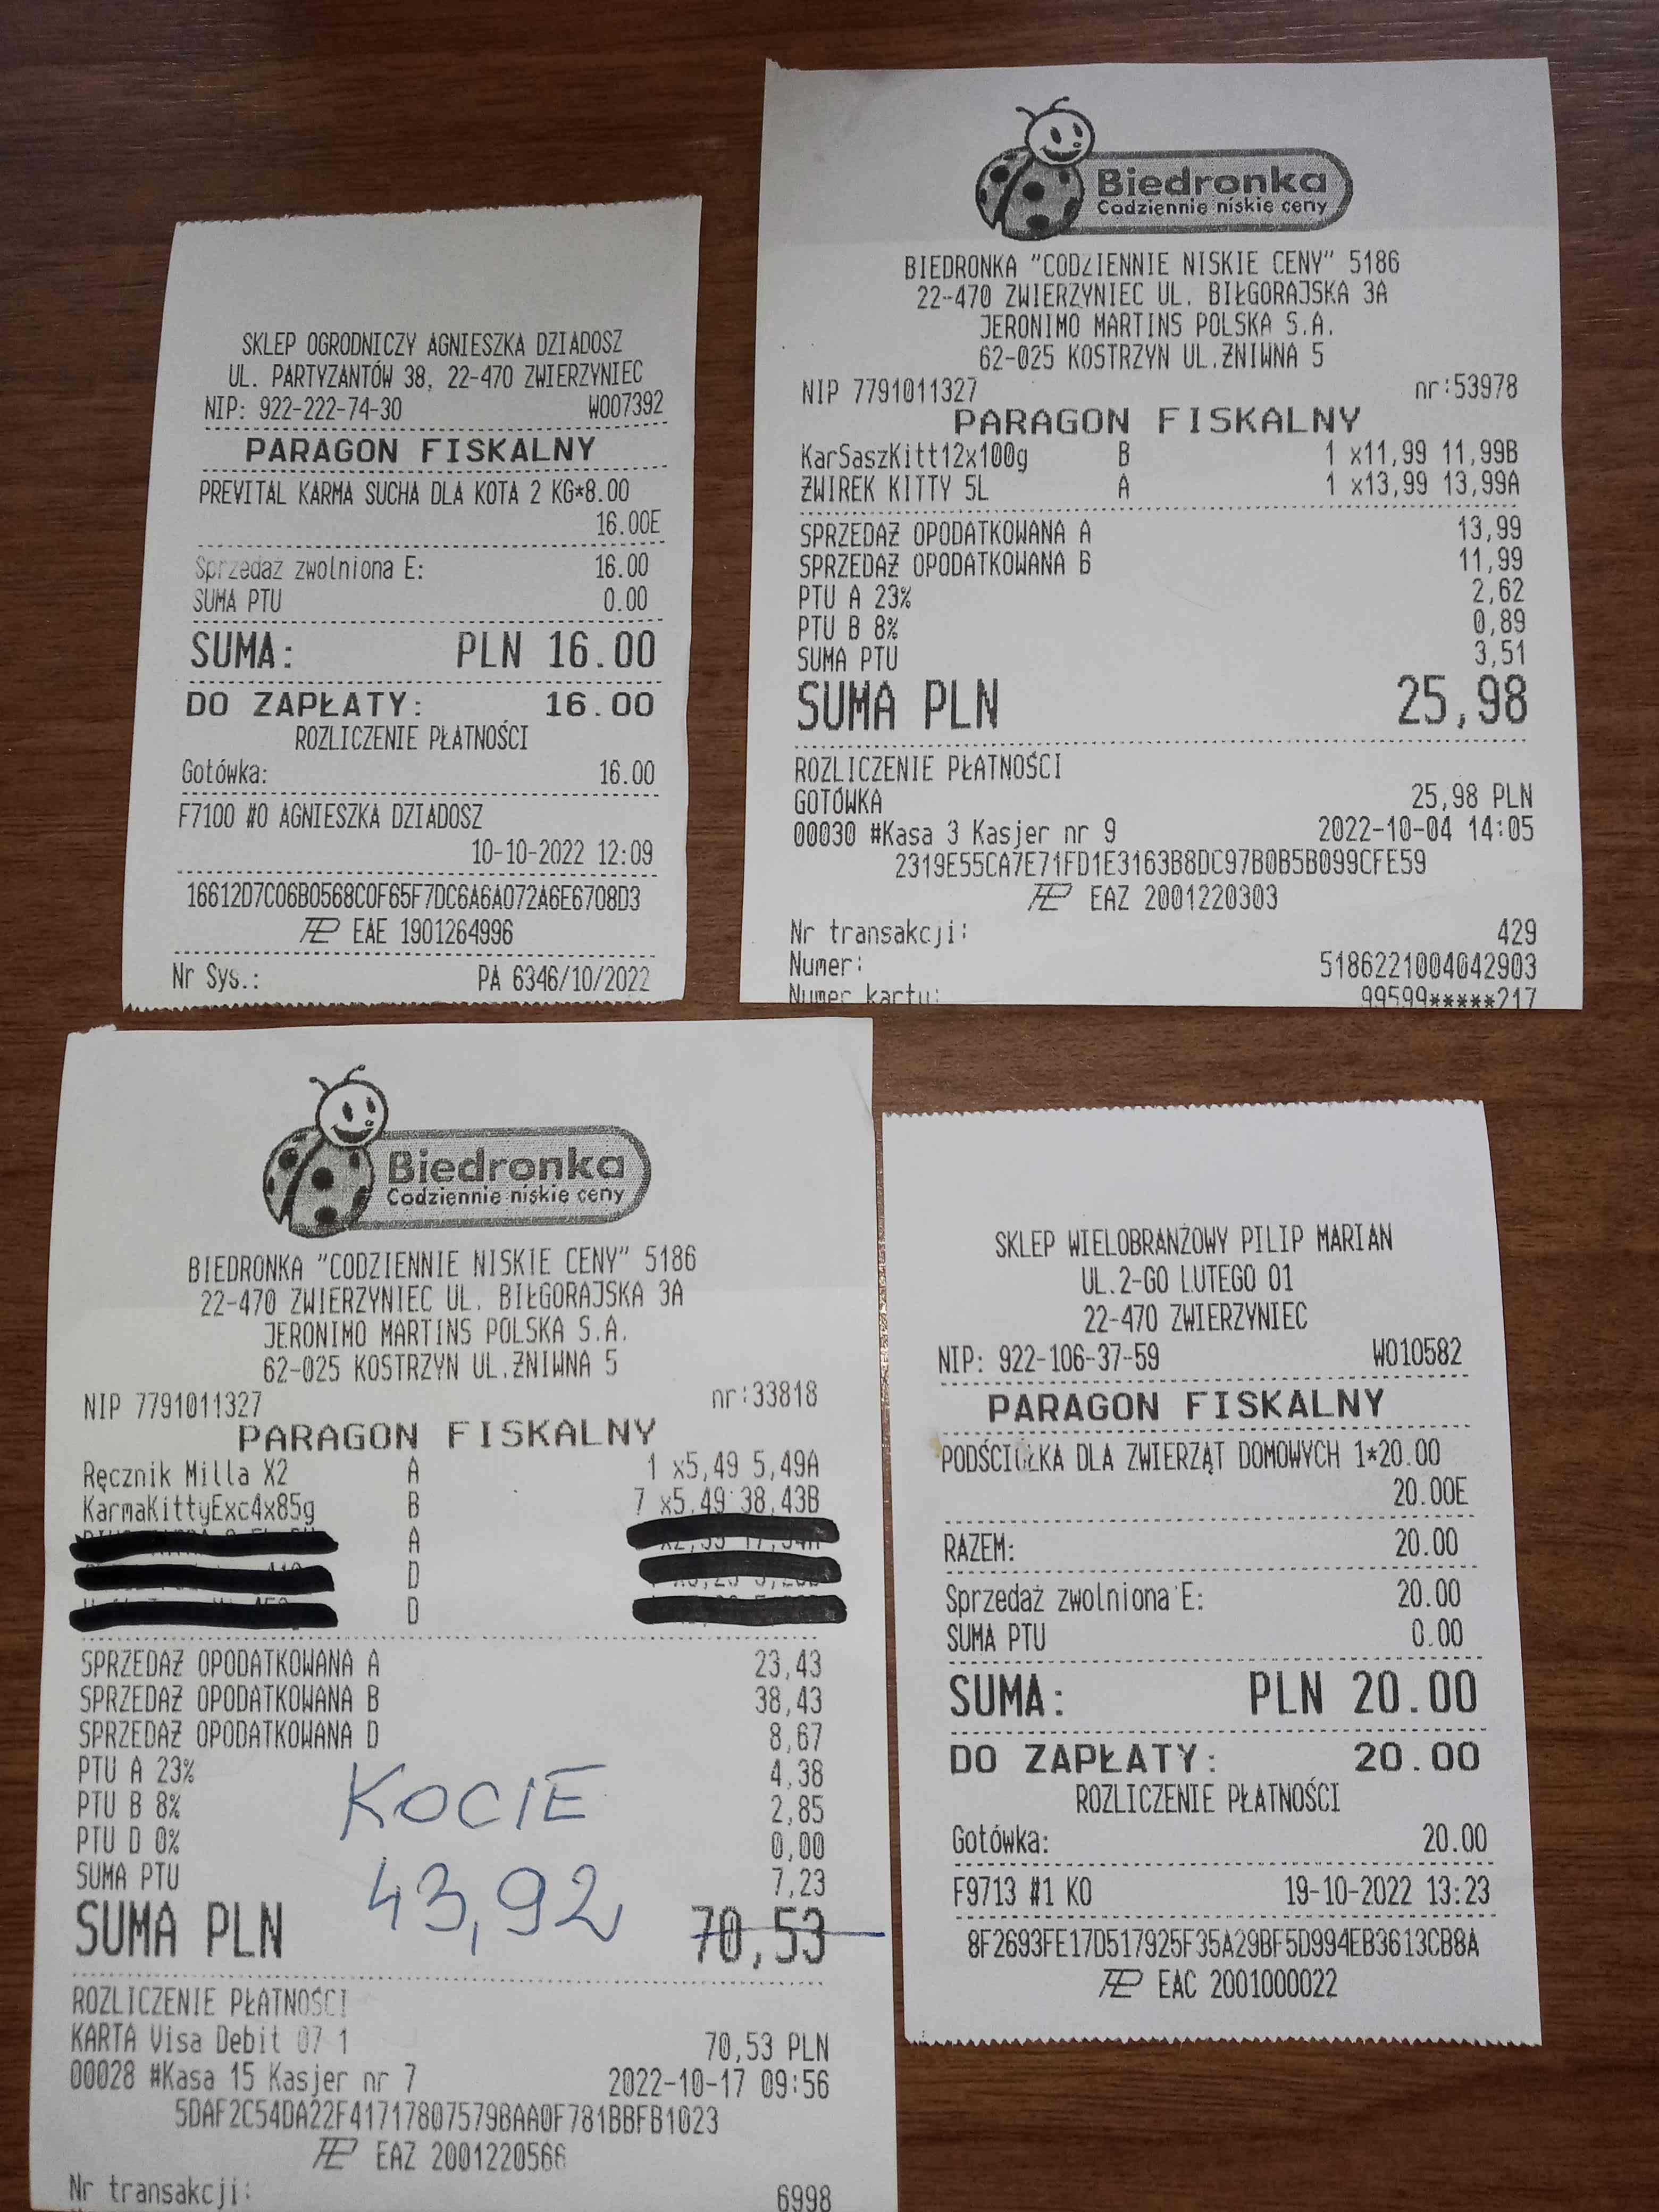 SKLEP OGRODNICZY AGNIESZKA DZIADOSZ
UL. PARTYZANTÓW 38, 22-470 ZWIERZYNIEC
NIP: 922-222-74-30 W007392
PARAGON FISKALNY
PREVITAL KARMA SUCHA DLA KOTA 2 KG*8.00
16.00E
Sprzedaż zwolniona E: 16.00
SUMA PTU 0.00
SUMA: PLN 16.00
DO ZAPŁATY: 16.00
ROZLICZENIE PŁATNOŚCI
Gotówka: 16.00
F7100 #0 AGNIESZKA DZIADOSZ
10-10-2022 12:09
16612D7C06B0568C0F65F7DC6A6A072A6E6708D3
EAE 1901264996
Nr Sys.: PA 6346/10/2022
Biedronka
Codziennie niskie ceny
BIEDRONKA "CODZIENNIE NISKIE CENY" 5186
22-470 ZWIERZYNIEC UL. BIŁGORAJSKA 3A
JERONIMO MARTINS POLSKA S.A.
62-025 KOSTRZYN UL.ŻNIWNA 5
NIP 7791011327 nr:53978
PARAGON FISKALNY
KarSaszKitt12x100g B 1 x11,99 11,99B
ŻWIREK KITTY 5L A 1 x13,99 13,99A
SPRZEDAŻ OPODATKOWANA A 13,99
SPRZEDAŻ OPODATKOWANA B 11,99
PTU A 23% 2,62
PTU B 8% 0,89
SUMA PTU 3,51
SUMA PLN 25,98
ROZLICZENIE PŁATNOŚCI
GOTÓWKA 25,98 PLN
00030 #Kasa 3 Kasjer nr 9 2022-10-04 14:05
2319E55CA7E71FD1E3163B8DC97B0B5B099CFE59
EAZ 2001220303
Nr transakcji: 429
Numer: 5186221004042903
Numer karty: 99599*****217
Biedronka
Codziennie niskie ceny
BIEDRONKA "CODZIENNIE NISKIE CENY" 5186
22-470 ZWIERZYNIEC UL. BIŁGORAJSKA 3A
JERONIMO MARTINS POLSKA S.A.
62-025 KOSTRZYN UL.ŻNIWNA 5
NIP 7791011327 nr:33818
PARAGON FISKALNY
Ręcznik Milla X2 A 1 x5,49 5,49A
KarmaKittyExc4x85g B 7 x5,49 38,43B
A
D
D
SPRZEDAŻ OPODATKOWANA A 23,43
SPRZEDAŻ OPODATKOWANA B 38,43
SPRZEDAŻ OPODATKOWANA D 8,67
PTU A 23% 4,38
PTU B 8% 2,85
PTU D 0% 0,00
SUMA PTU 7,23
KOCIE
43,92
SUMA PLN 70,53
ROZLICZENIE PŁATNOŚCI
KARTA Visa Debit 07 1 70,53 PLN
00028 #Kasa 15 Kasjer nr 7 2022-10-17 09:56
5DAF2C54DA22F41717807579BAA0F781BBFB1023
EAZ 2001220566
Nr transakcji: 6998
SKLEP WIELOBRANŻOWY PILIP MARIAN
UL.2-GO LUTEGO 01
22-470 ZWIERZYNIEC
NIP: 922-106-37-59 W010582
PARAGON FISKALNY
PODŚCIÓŁKA DLA ZWIERZĄT DOMOWYCH 1*20.00
20.00E
RAZEM: 20.00
Sprzedaż zwolniona E: 20.00
SUMA PTU 0.00
SUMA: PLN 20.00
DO ZAPŁATY: 20.00
ROZLICZENIE PŁATNOŚCI
Gotówka: 20.00
F9713 #1 KO 19-10-2022 13:23
8F2693FE17D517925F35A29BF5D994EB3613CB8A
EAC 2001000022